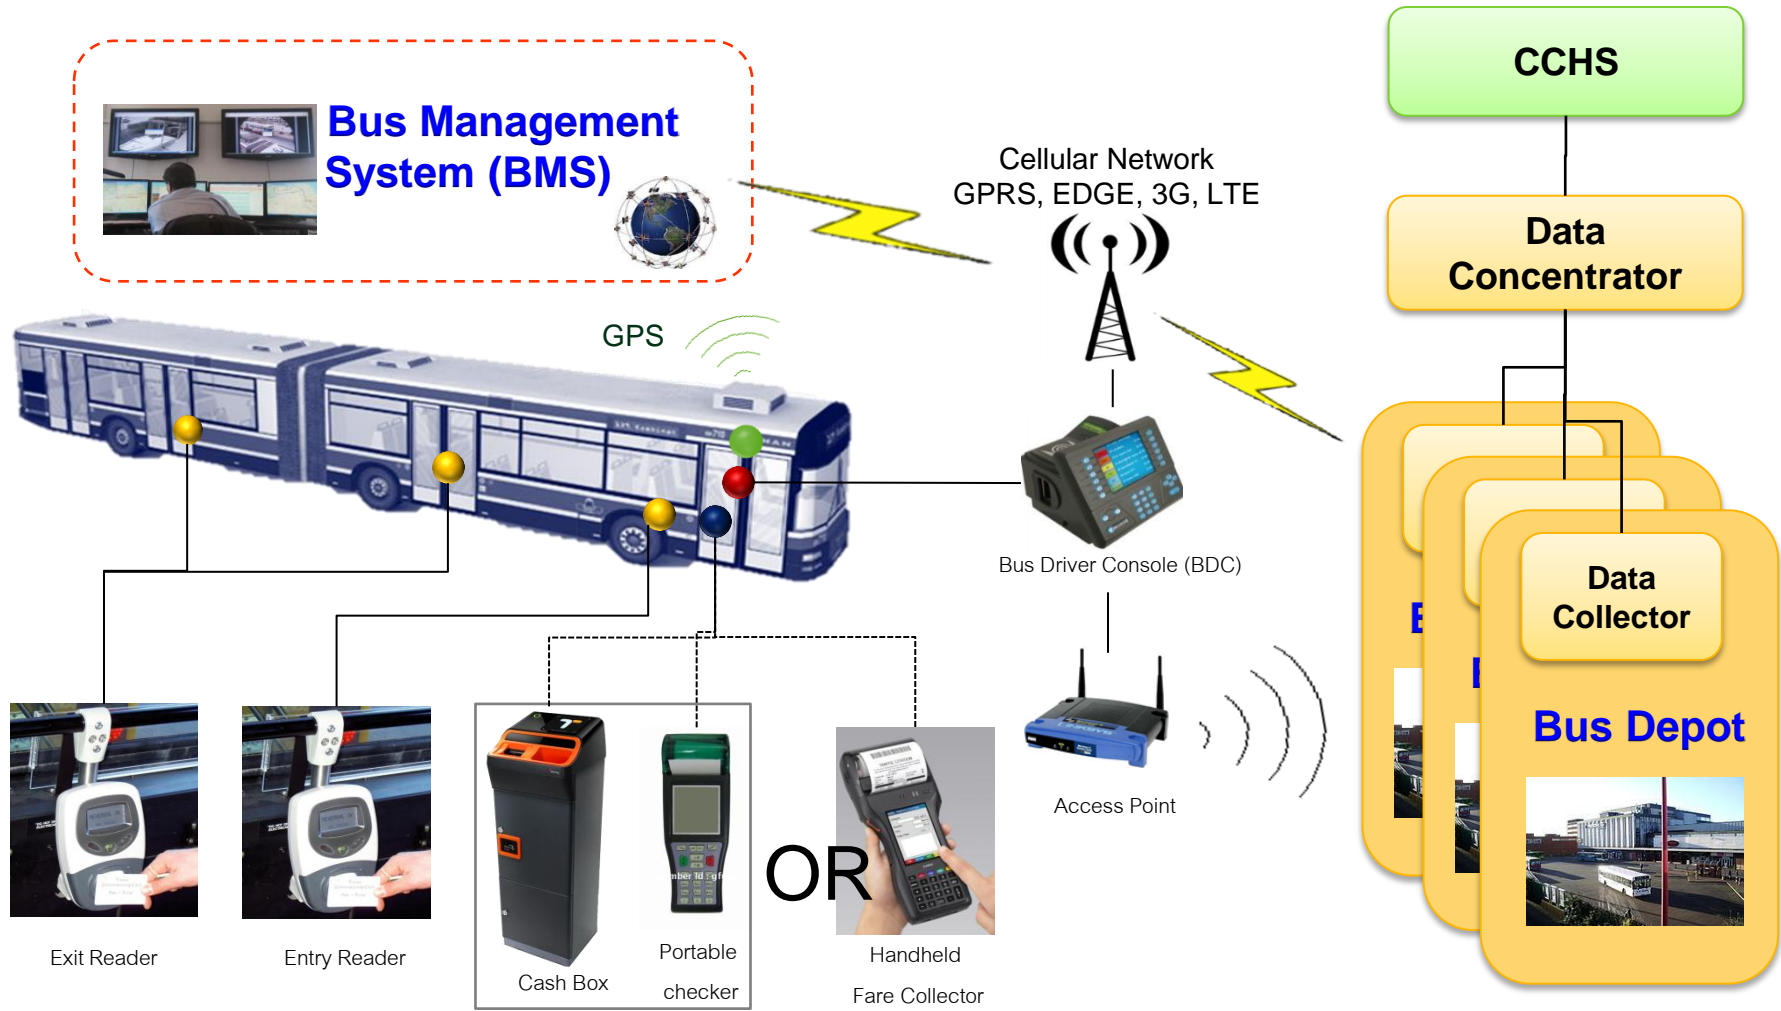 CCHS
Bus Management
System (BMS)
Cellular Network
GPRS, EDGE, 3G, LTE
Data
Concentrator
GPS
Bus Driver Console (BDC)
Data
Collector
B
B
Bus Depot
Access Point
OR
Exit Reader
Entry Reader
Cash Box
Portable
checker
Handheld
Fare Collector